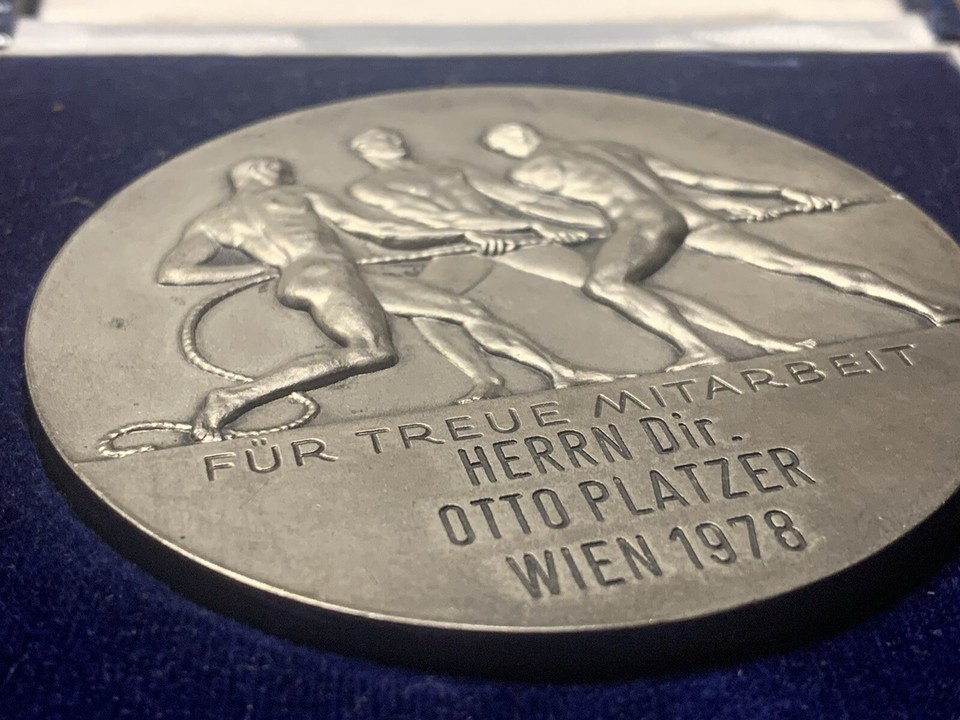 FÜR TREUE MITARBEIT
HERRN Dir.
OTTO PLATZER
WIEN 1978